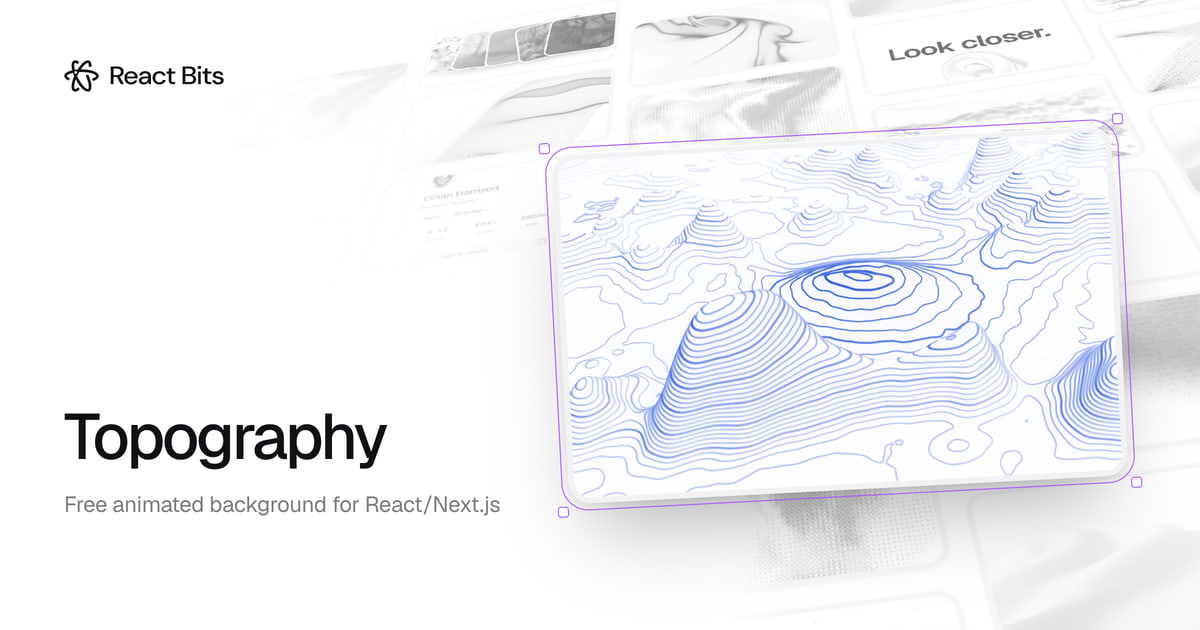 React Bits
Look closer.
Ethan Harrison
Topography
Free animated background for React/Next.js